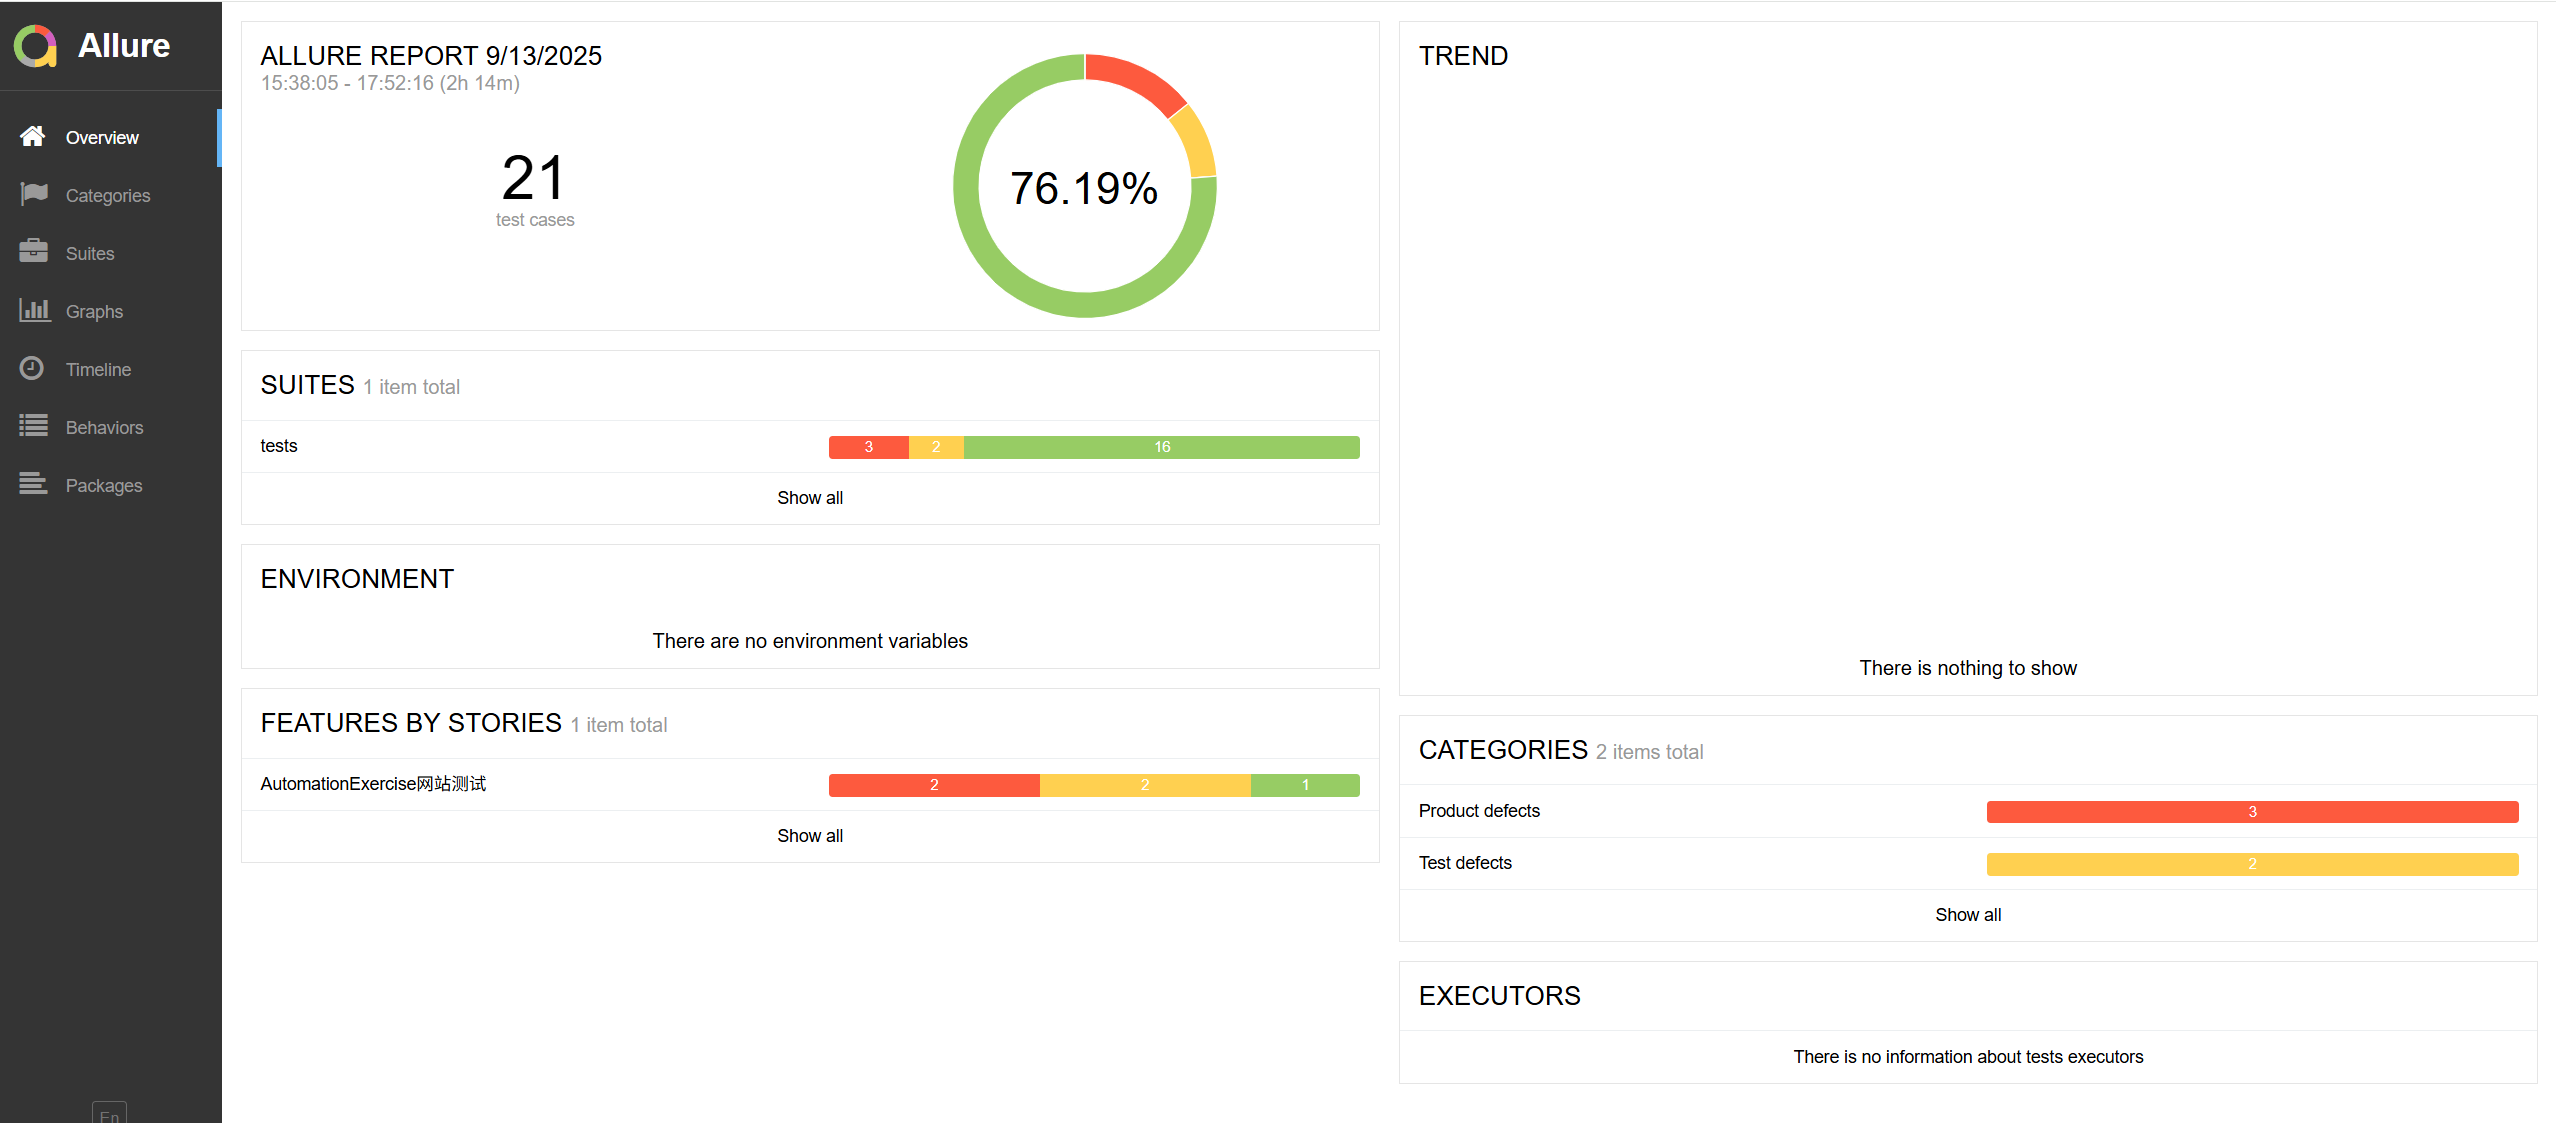 Allure
Overview
Categories
Suites
Graphs
Timeline
Behaviors
Packages
En
ALLURE REPORT 9/13/2025
15:38:05 - 17:52:16 (2h 14m)
21
test cases
76.19%
SUITES 1 item total
tests 3 2 16
Show all
ENVIRONMENT
There are no environment variables
FEATURES BY STORIES 1 item total
AutomationExercise网站测试 2 2 1
Show all
TREND
There is nothing to show
CATEGORIES 2 items total
Product defects 3
Test defects 2
Show all
EXECUTORS
There is no information about tests executors